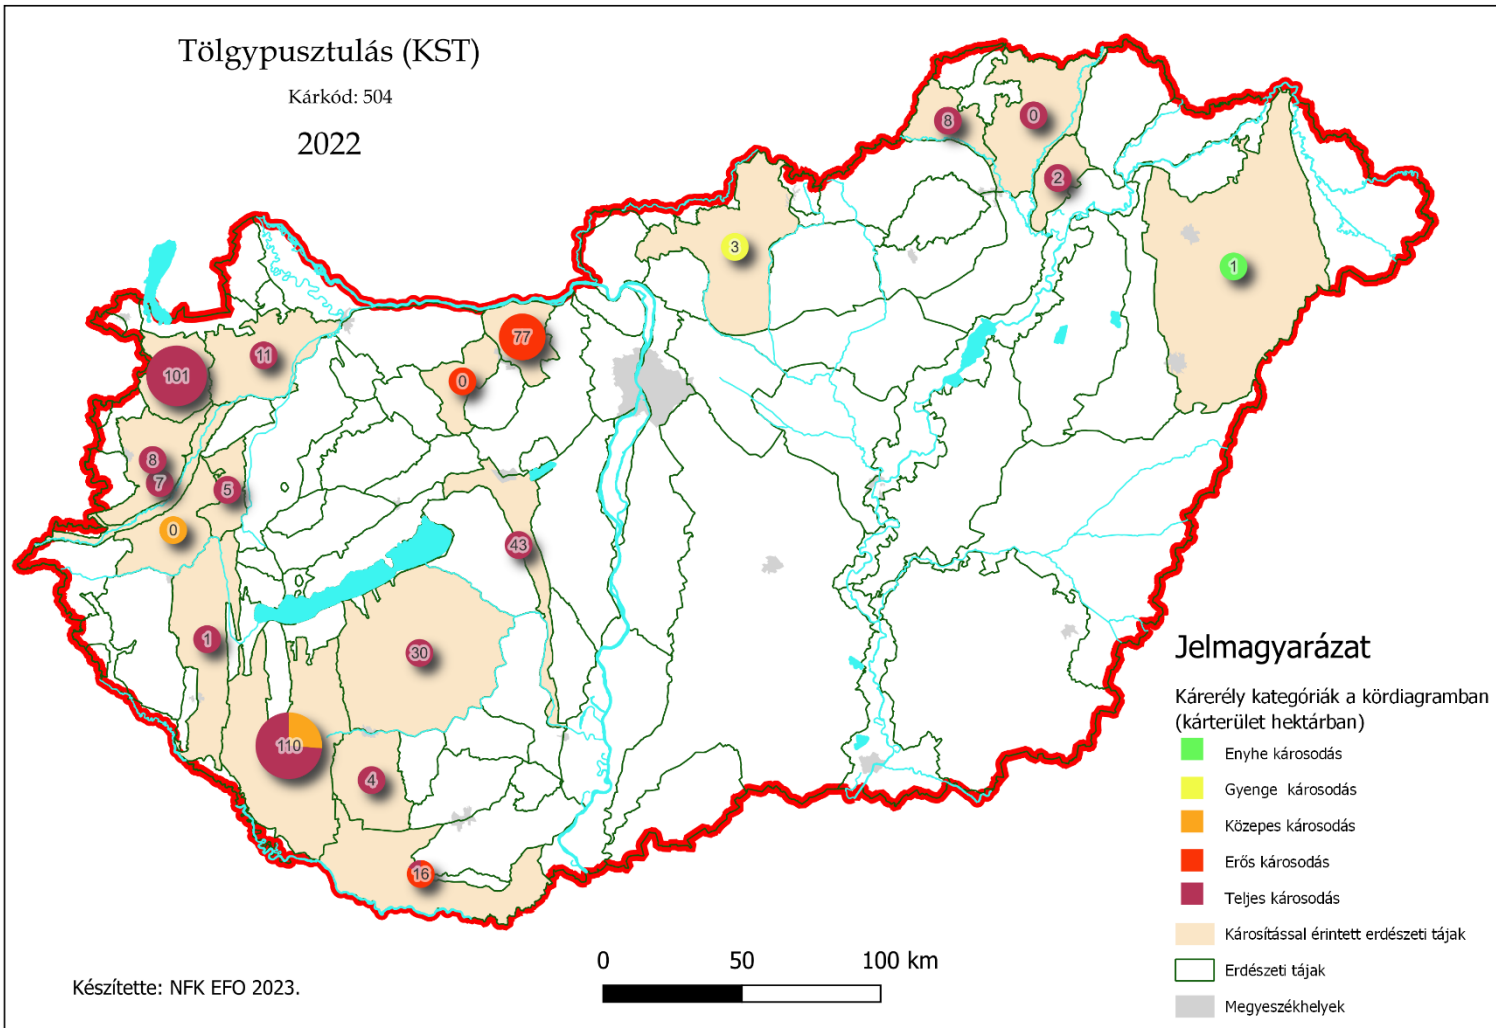 Tölgypusztulás (KST)
Kárkód: 504
2022
8
0
2
3
1
77
11
101
0
8
7
5
0
43
1
30
110
4
16
Jelmagyarázat
Kárerély kategóriák a kördiagramban
(kárterület hektárban)
Enyhe károsodás
Gyenge károsodás
Közepes károsodás
Erős károsodás
Teljes károsodás
Károsítással érintett erdészeti tájak
Erdészeti tájak
Megyeszékhelyek
0 50 100 km
Készítette: NFK EFO 2023.